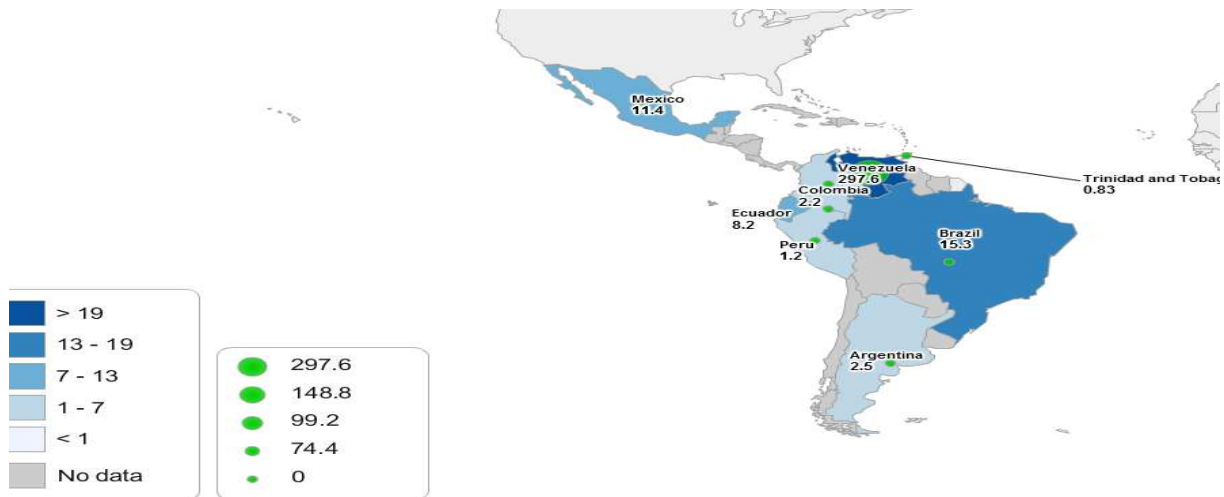 Mexico
11.4
Venezuela
297.6
Trinidad and Tobag
0.83
Colombia
2.2
Ecuador
8.2
Peru
1.2
Brazil
15.3
Argentina
2.5
> 19
13 - 19
7 - 13
1 - 7
< 1
No data
297.6
148.8
99.2
74.4
0